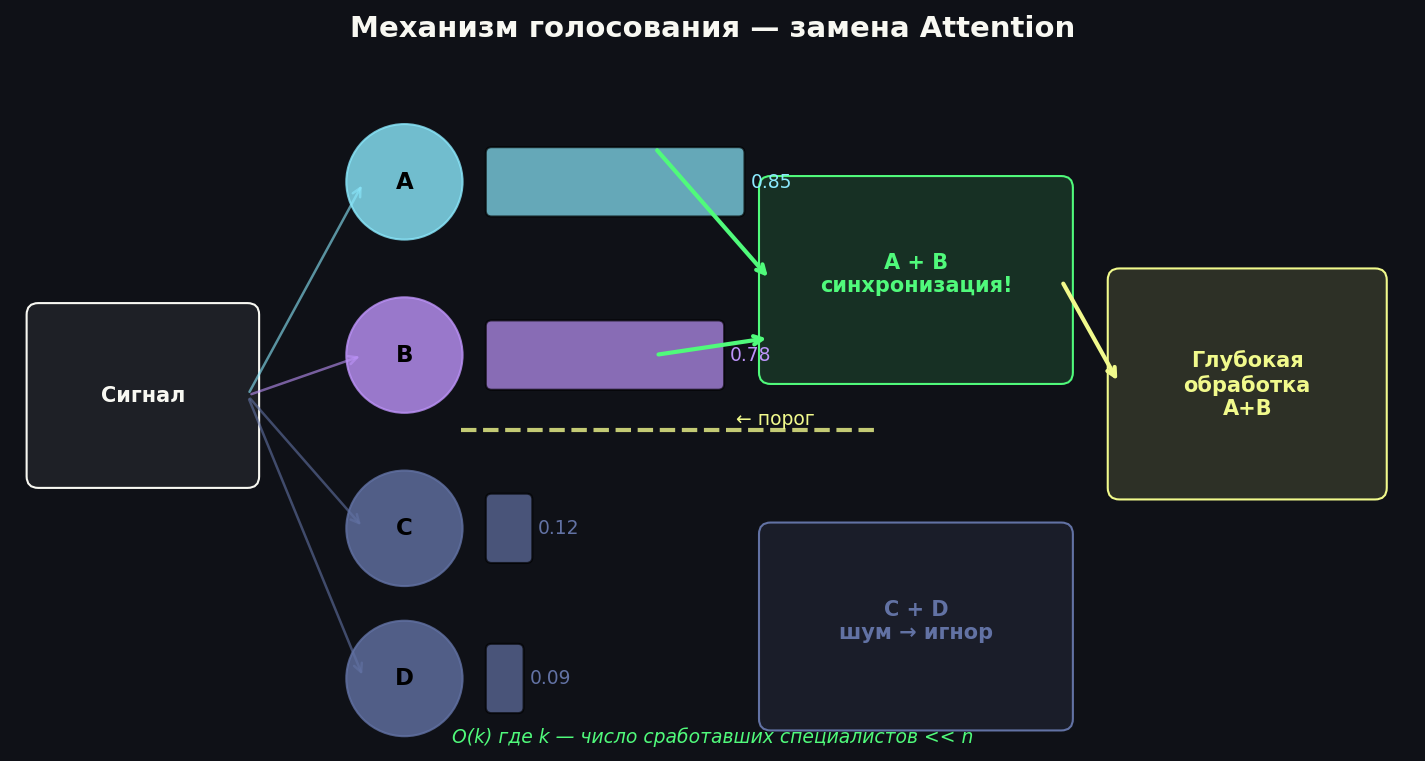 Механизм голосования — замена Attention
Сигнал
A
0.85
B
0.78
← порог
C
0.12
D
0.09
A + B
синхронизация!
C + D
шум → игнор
Глубокая
обработка
A+B
O(k) где k — число сработавших специалистов << n